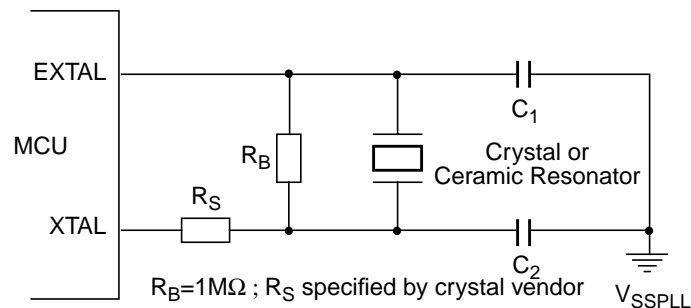 EXTAL
C1
MCU
RB
Crystal or
Ceramic Resonator
RS
XTAL
C2
RB=1MΩ ; RS specified by crystal vendor
VSSPLL